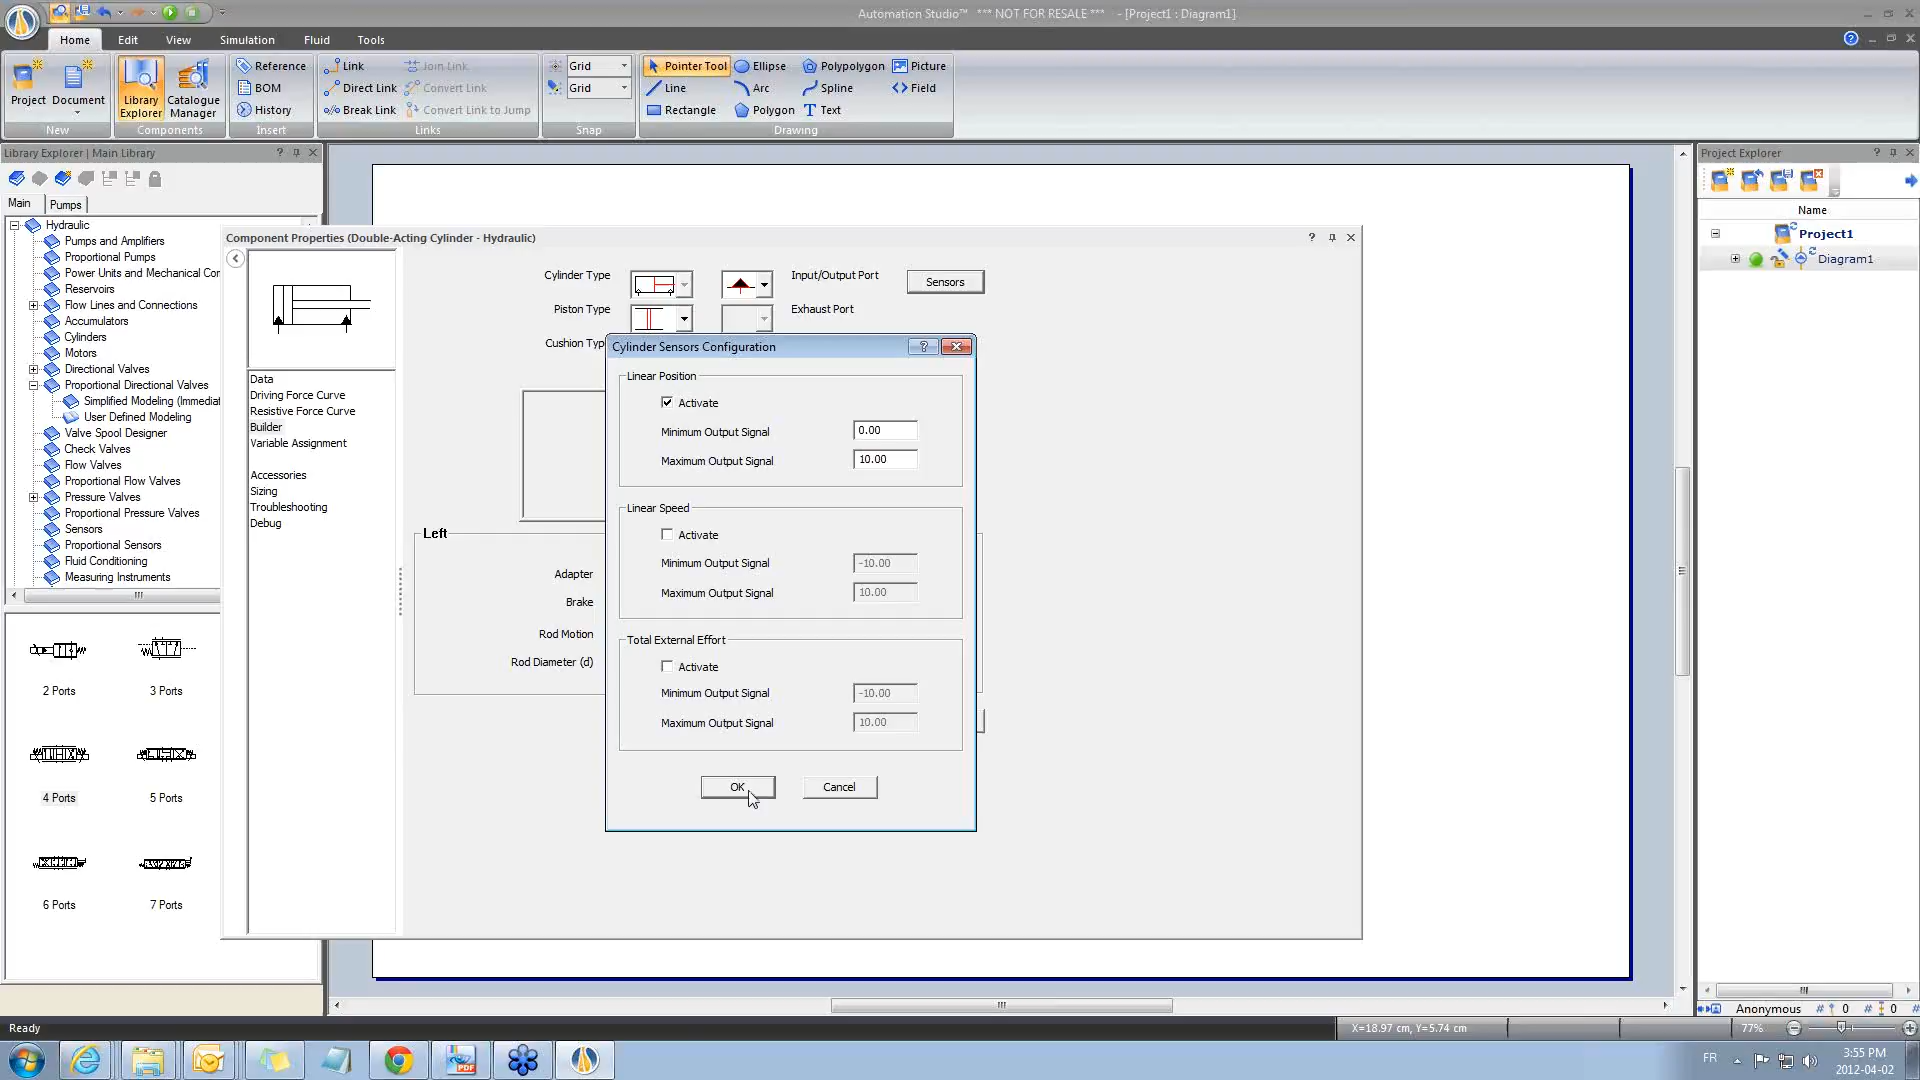 Automation Studio™ *** NOT FOR RESALE *** - [Project1 : Diagram1]
Home Edit View Simulation Fluid Tools
Project Document
New
Library Explorer Catalogue Manager
Components
Reference
BOM
History
Insert
Link Join Link
Direct Link Convert Link
Break Link Convert Link to Jump
Links
Grid
Grid
Snap
Pointer Tool Ellipse Polypolygon Picture
Line Arc Spline Field
Rectangle Polygon Text
Drawing
Library Explorer | Main Library
Main Pumps
Hydraulic
Pumps and Amplifiers
Proportional Pumps
Power Units and Mechanical Cor
Reservoirs
Flow Lines and Connections
Accumulators
Cylinders
Motors
Directional Valves
Proportional Directional Valves
Simplified Modeling (Immediat
User Defined Modeling
Valve Spool Designer
Check Valves
Flow Valves
Proportional Flow Valves
Pressure Valves
Proportional Pressure Valves
Sensors
Proportional Sensors
Fluid Conditioning
Measuring Instruments
2 Ports 3 Ports
4 Ports 5 Ports
6 Ports 7 Ports
Component Properties (Double-Acting Cylinder - Hydraulic)
Data
Driving Force Curve
Resistive Force Curve
Builder
Variable Assignment
Accessories
Sizing
Troubleshooting
Debug
Cylinder Type Input/Output Port Sensors
Piston Type Exhaust Port
Cushion Typ
Left
Adapter
Brake
Rod Motion
Rod Diameter (d)
Cylinder Sensors Configuration
Linear Position
Activate
Minimum Output Signal 0.00
Maximum Output Signal 10.00
Linear Speed
Activate
Minimum Output Signal -10.00
Maximum Output Signal 10.00
Total External Effort
Activate
Minimum Output Signal -10.00
Maximum Output Signal 10.00
OK Cancel
Project Explorer
Name
Project1
Diagram1
Anonymous # 0 # 0 #
Ready
X=18.97 cm, Y=5.74 cm
77%
PDF
FR
3:55 PM
2012-04-02